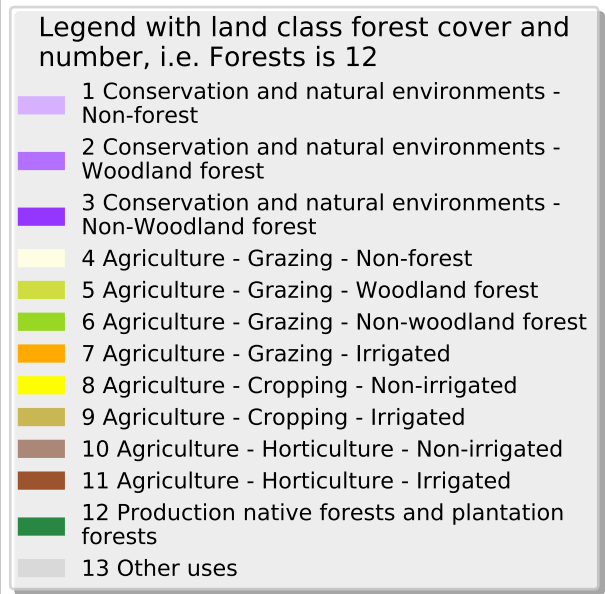 Legend with land class forest cover and
number, i.e. Forests is 12
1 Conservation and natural environments -
Non-forest
2 Conservation and natural environments -
Woodland forest
3 Conservation and natural environments -
Non-Woodland forest
4 Agriculture - Grazing - Non-forest
5 Agriculture - Grazing - Woodland forest
6 Agriculture - Grazing - Non-woodland forest
7 Agriculture - Grazing - Irrigated
8 Agriculture - Cropping - Non-irrigated
9 Agriculture - Cropping - Irrigated
10 Agriculture - Horticulture - Non-irrigated
11 Agriculture - Horticulture - Irrigated
12 Production native forests and plantation
forests
13 Other uses